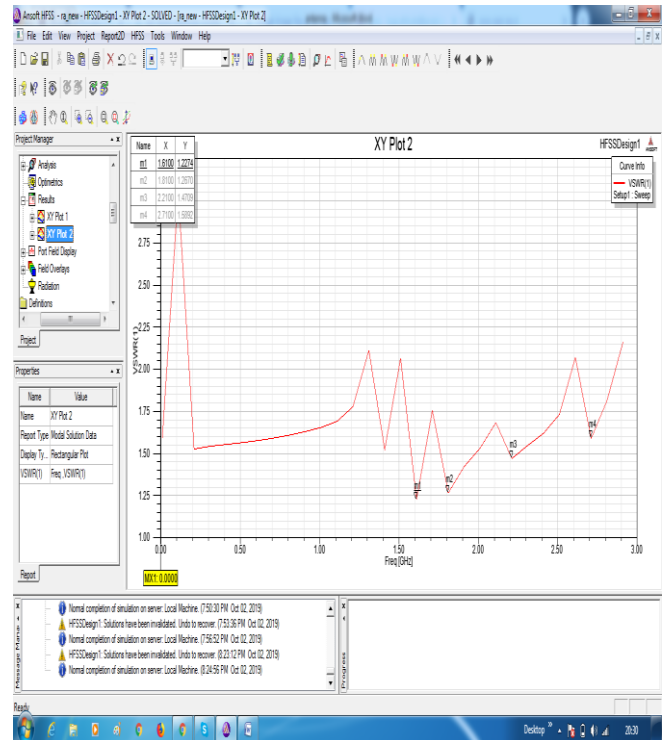 Ansoft HFSS - ra_new - HFSSDesign1 - XY Plot 2 - SOLVED - [ra_new - HFSSDesign1 - XY Plot 2]
File Edit View Project Report2D HFSS Tools Window Help
Project Manager
Analysis
Optimetrics
Results
XY Plot 1
XY Plot 2
Port Field Display
Field Overlays
Radiation
Definitions
Project
Properties
Name Value
Name XY Plot 2
Report Type Modal Solution Data
Display Ty... Rectangular Plot
VSWR(1) Freq ,VSWR(1)
Report
XY Plot 2
HFSSDesign1
ANSOFT
Name X Y
m1 1.6100 1.2274
m2 1.8100
m3 2.2100 1.4709
m4 2.7100
Curve Info
VSWR(1)
Setup1 : Sweep
VSWR(1)
2.75
2.50
2.25
2.00
1.75
1.50
1.25
1.00
m1
m2
m3
m4
0.00 0.50 1.00 1.50 2.00 2.50 3.00
Freq [GHz]
MX1: 0.0000
Message Mana
Normal completion of simulation on server: Local Machine. (7:50:30 PM Oct 02, 2019)
HFSSDesign1: Solutions have been invalidated. Undo to recover. (7:53:36 PM Oct 02, 2019)
Normal completion of simulation on server: Local Machine. (7:56:52 PM Oct 02, 2019)
HFSSDesign1: Solutions have been invalidated. Undo to recover. (8:23:12 PM Oct 02, 2019)
Normal completion of simulation on server: Local Machine. (8:24:56 PM Oct 02, 2019)
Progress
Ready
Desktop
20:30